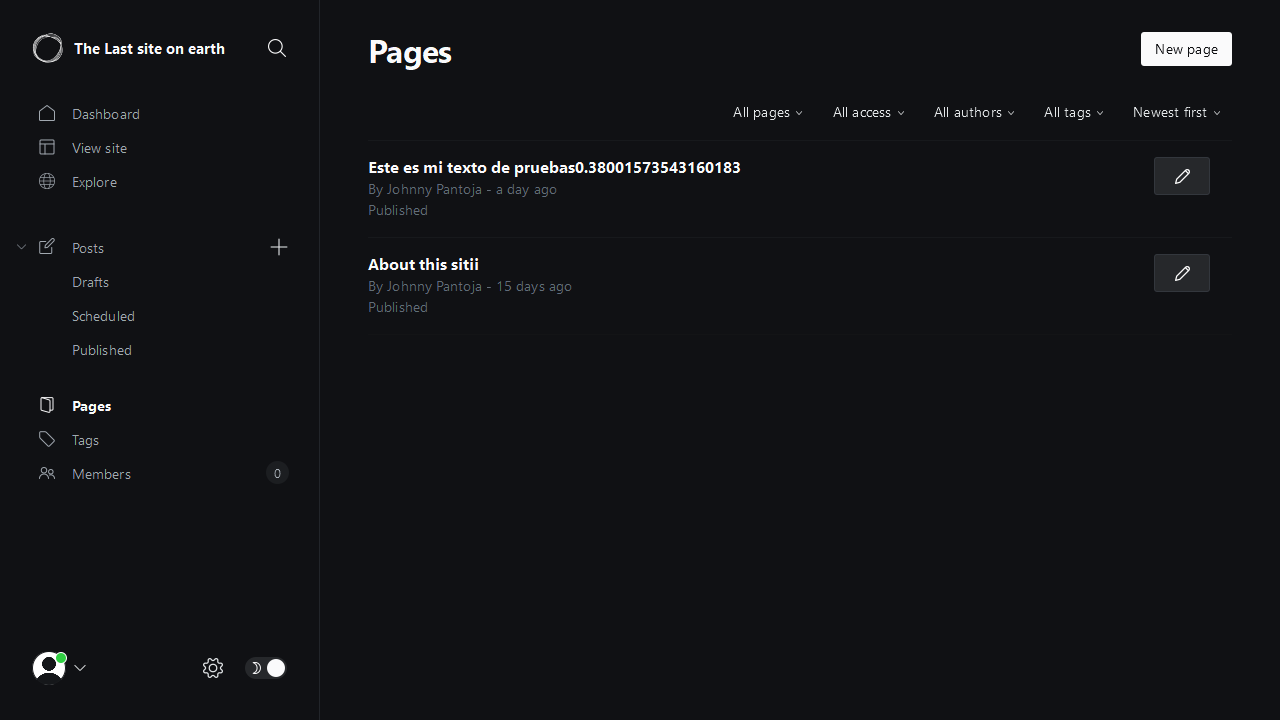 The Last site on earth
Dashboard
View site
Explore
Posts
Drafts
Scheduled
Published
Pages
Tags
Members
0
Pages
New page
All pages
All access
All authors
All tags
Newest first
Este es mi texto de pruebas0.38001573543160183
By Johnny Pantoja - a day ago
Published
About this sitii
By Johnny Pantoja - 15 days ago
Published